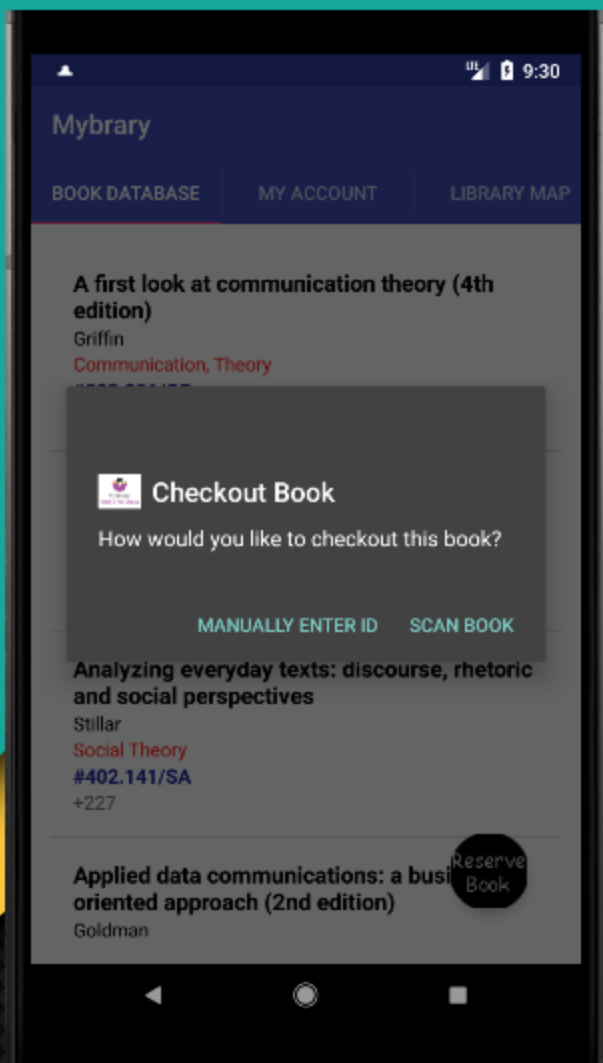 9:30
Mybrary
BOOK DATABASE MY ACCOUNT LIBRARY MAP
A first look at communication theory (4th
edition)
Griffin
Communication, Theory
Checkout Book
How would you like to checkout this book?
MANUALLY ENTER ID SCAN BOOK
Analyzing everyday texts: discourse, rhetoric
and social perspectives
Stillar
Social Theory
#402.141/SA
+227
Applied data communications: a busi
oriented approach (2nd edition)
Goldman
Reserve
Book